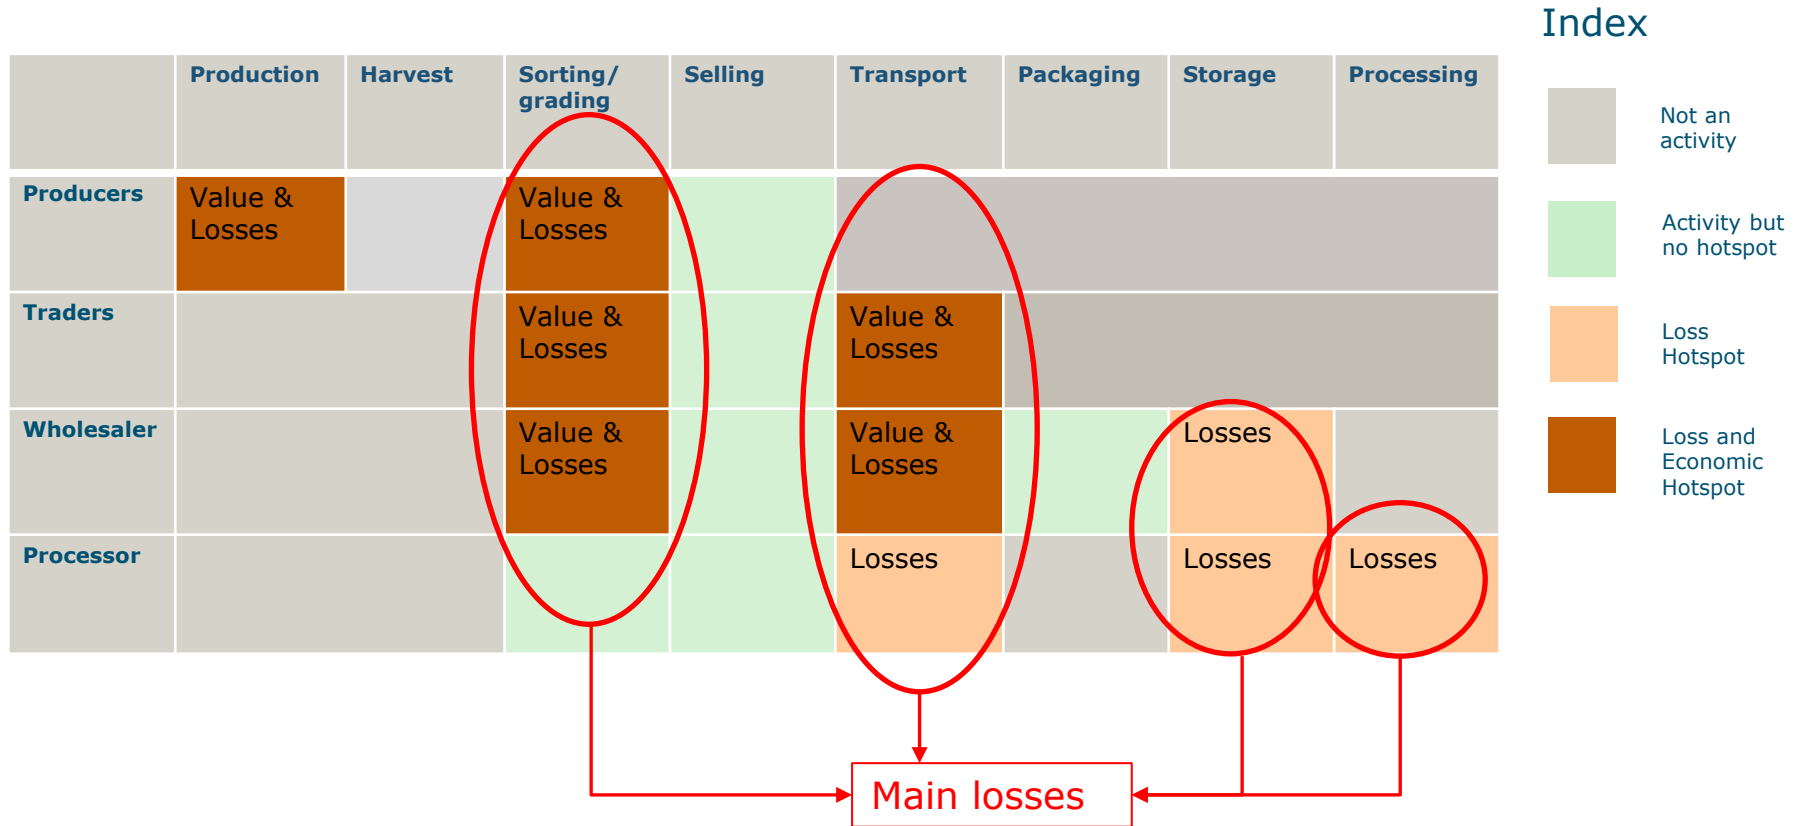 Index
Production
Harvest
Sorting/
grading
Selling
Transport
Packaging
Storage
Processing
Not an
activity
Producers
Value &
Losses
Value &
Losses
Activity but
no hotspot
Traders
Value &
Losses
Value &
Losses
Loss
Hotspot
Wholesaler
Value &
Losses
Value &
Losses
Losses
Loss and
Economic
Hotspot
Processor
Losses
Losses
Losses
Main losses